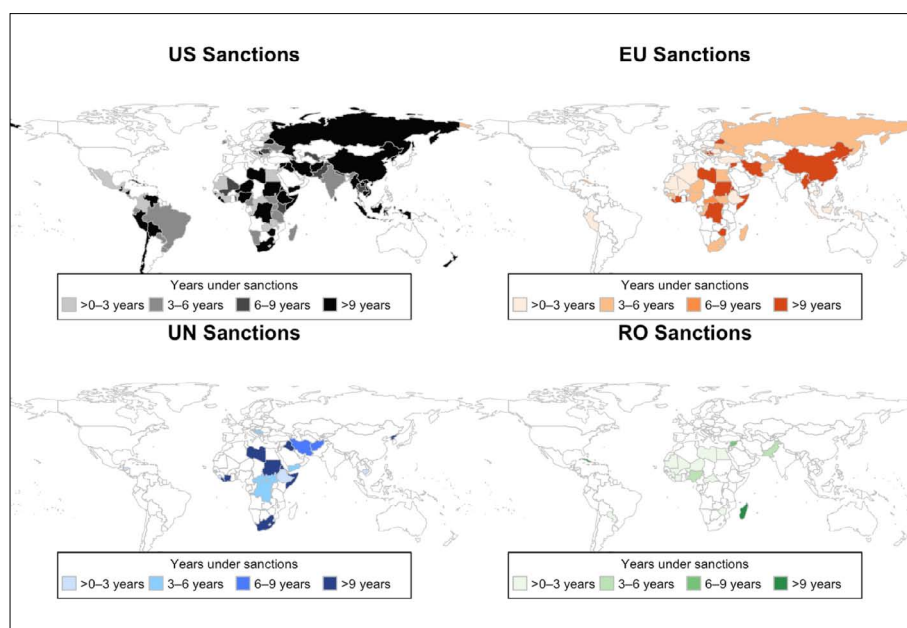 US Sanctions
EU Sanctions
Years under sanctions
>0–3 years 3–6 years 6–9 years >9 years
Years under sanctions
>0–3 years 3–6 years 6–9 years >9 years
UN Sanctions
RO Sanctions
Years under sanctions
>0–3 years 3–6 years 6–9 years >9 years
Years under sanctions
>0–3 years 3–6 years 6–9 years >9 years